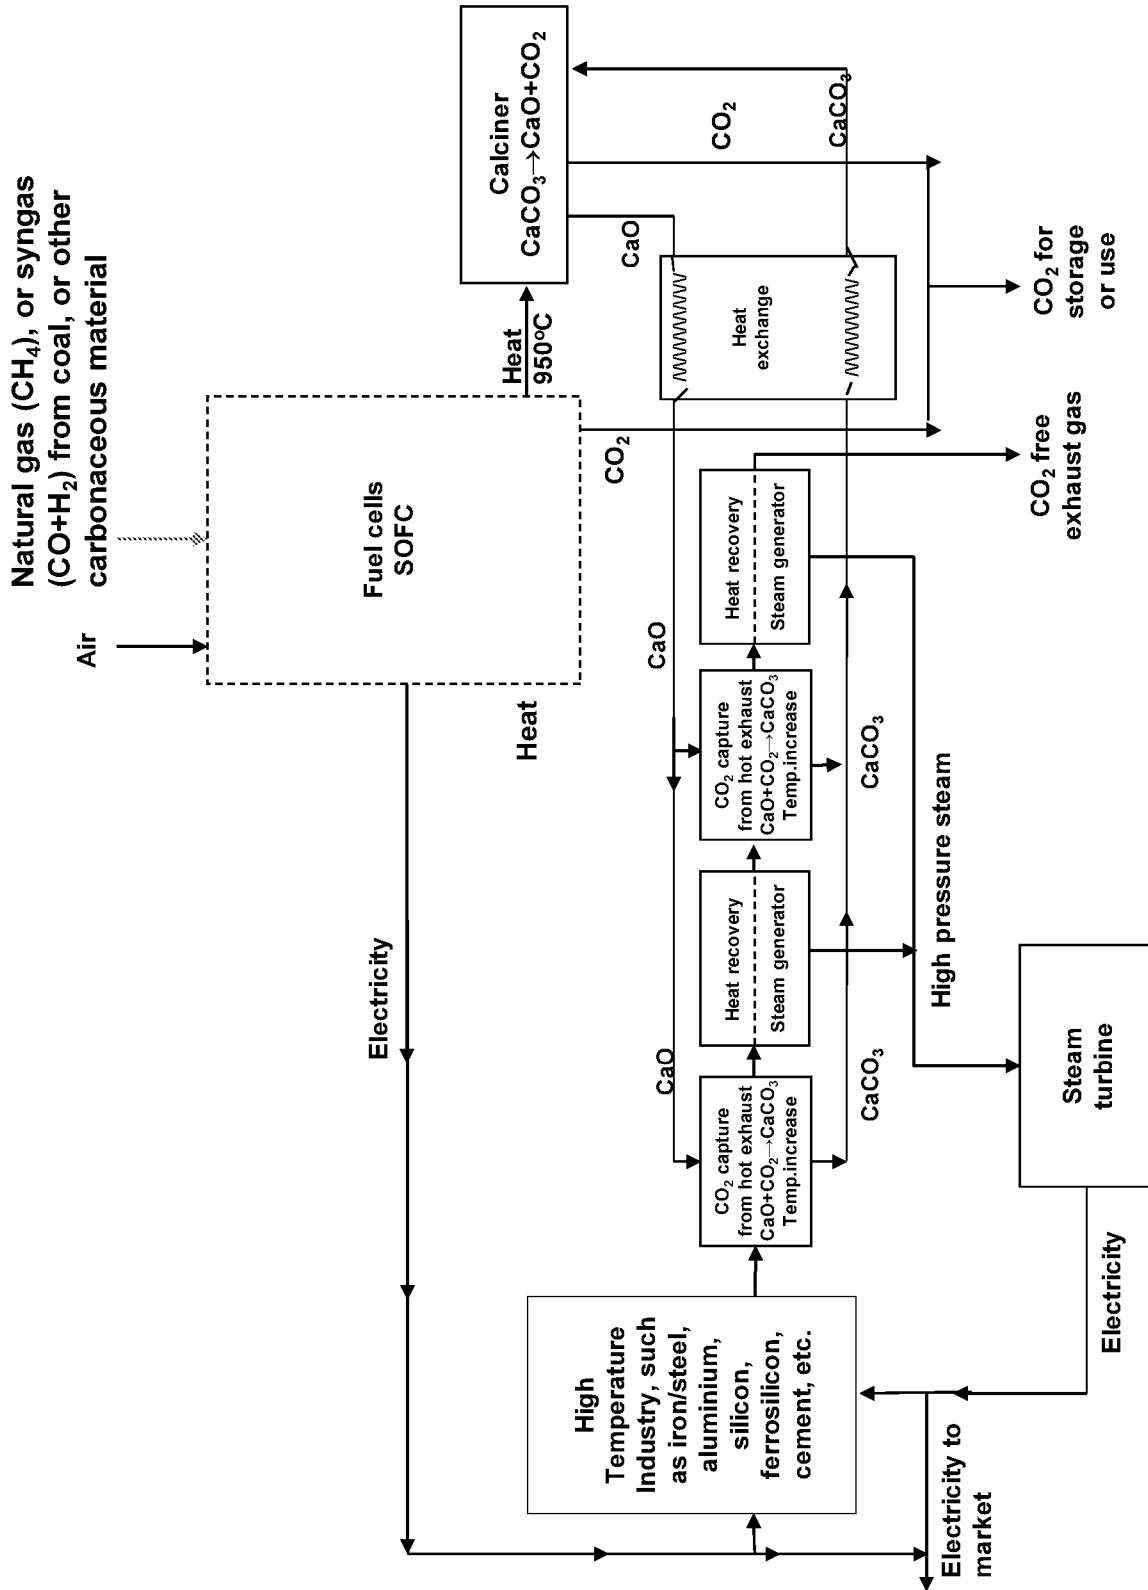 Natural gas (CH₄), or syngas
(CO+H₂) from coal, or other
carbonaceous material
Air
Fuel cells
SOFC
Heat
Heat
950°C
Calciner
CaCO₃→CaO+CO₂
Electricity
CO₂
CaO
CO₂
CaCO₃
Heat
exchange
CaO
CaO
High
Temperature
Industry, such
as iron/steel,
aluminium,
silicon,
ferrosilicon,
cement, etc.
CO₂ capture
from hot exhaust
CaO+CO₂→CaCO₃
Temp.increase
Heat recovery
Steam generator
CO₂ capture
from hot exhaust
CaO+CO₂→CaCO₃
Temp.increase
Heat recovery
Steam generator
CaCO₃
CaCO₃
High pressure steam
CO₂ free
exhaust gas
CO₂ for
storage
or use
Electricity to
market
Electricity
Steam
turbine